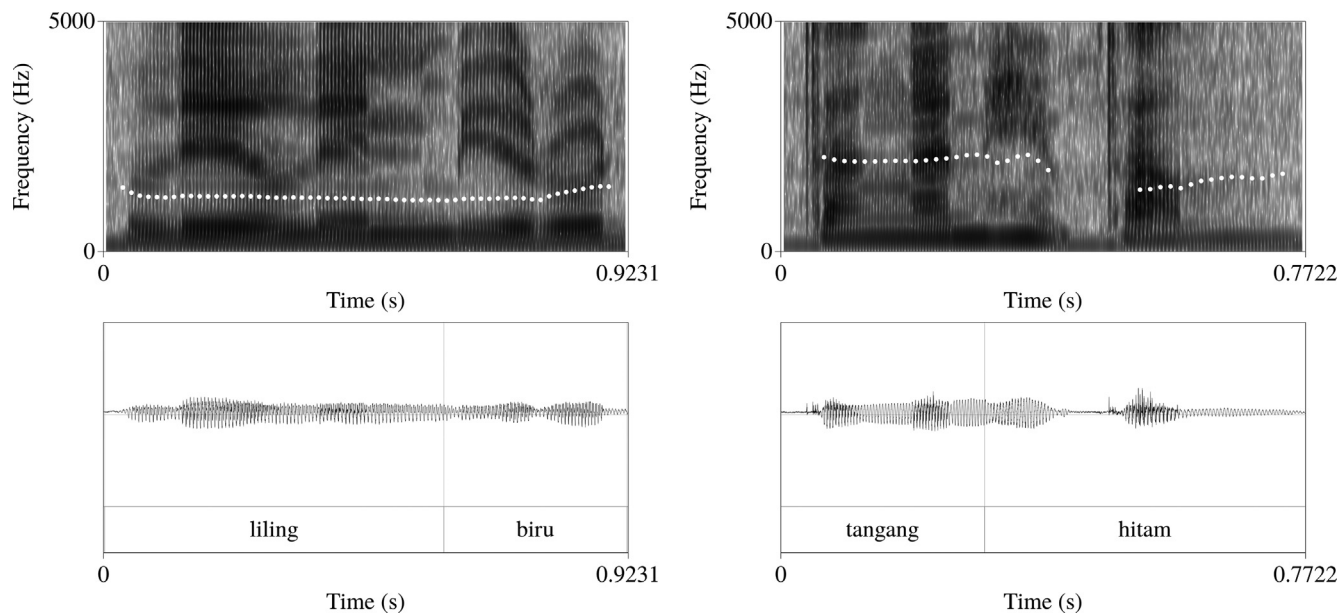 5000
Frequency (Hz)
0
0
0.9231
Time (s)
liling
biru
0
0.9231
Time (s)
5000
Frequency (Hz)
0
0
0.7722
Time (s)
tangang
hitam
0
0.7722
Time (s)